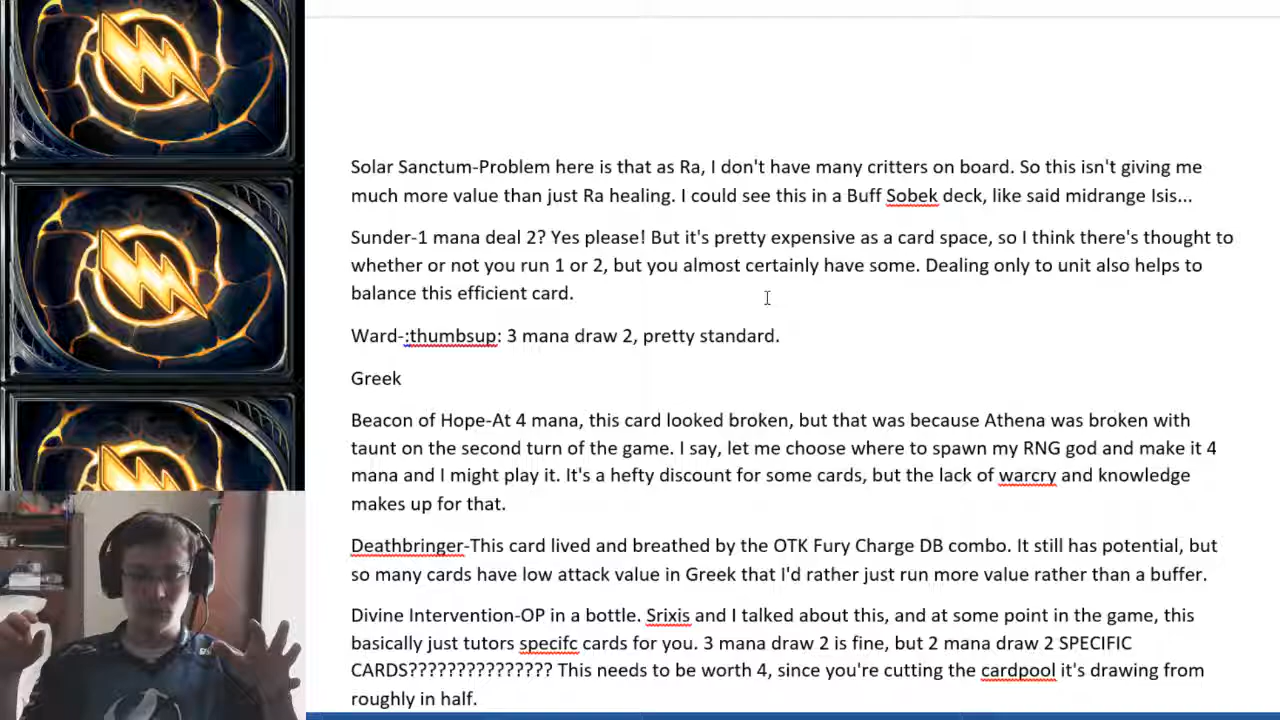 Solar Sanctum-Problem here is that as Ra, I don't have many critters on board. So this isn't giving me
much more value than just Ra healing. I could see this in a Buff Sobek deck, like said midrange Isis...
Sunder-1 mana deal 2? Yes please! But it's pretty expensive as a card space, so I think there's thought to
whether or not you run 1 or 2, but you almost certainly have some. Dealing only to unit also helps to
balance this efficient card.
Ward-:thumbsup: 3 mana draw 2, pretty standard.
Greek
Beacon of Hope-At 4 mana, this card looked broken, but that was because Athena was broken with
taunt on the second turn of the game. I say, let me choose where to spawn my RNG god and make it 4
mana and I might play it. It's a hefty discount for some cards, but the lack of warcry and knowledge
makes up for that.
Deathbringer-This card lived and breathed by the OTK Fury Charge DB combo. It still has potential, but
so many cards have low attack value in Greek that I'd rather just run more value rather than a buffer.
Divine Intervention-OP in a bottle. Srixis and I talked about this, and at some point in the game, this
basically just tutors specifc cards for you. 3 mana draw 2 is fine, but 2 mana draw 2 SPECIFIC
CARDS??????????????? This needs to be worth 4, since you're cutting the cardpool it's drawing from
roughly in half.